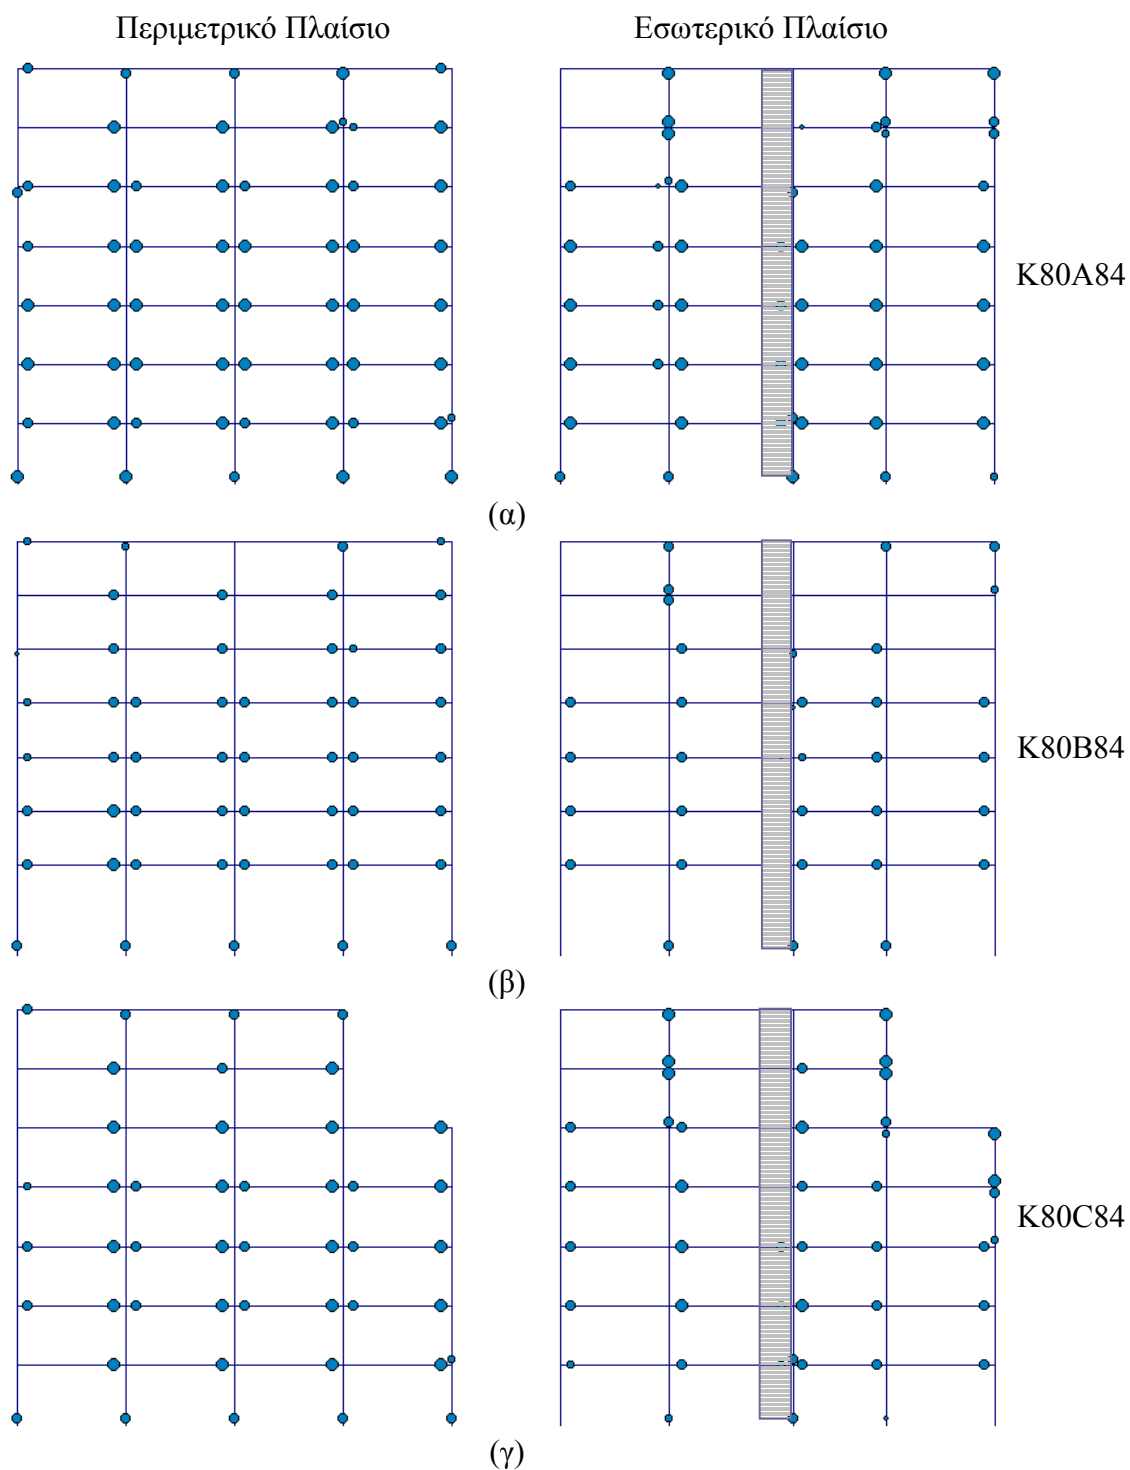 Περιμετρικό Πλαίσιο
Εσωτερικό Πλαίσιο
K80A84
(α)
K80B84
(β)
K80C84
(γ)